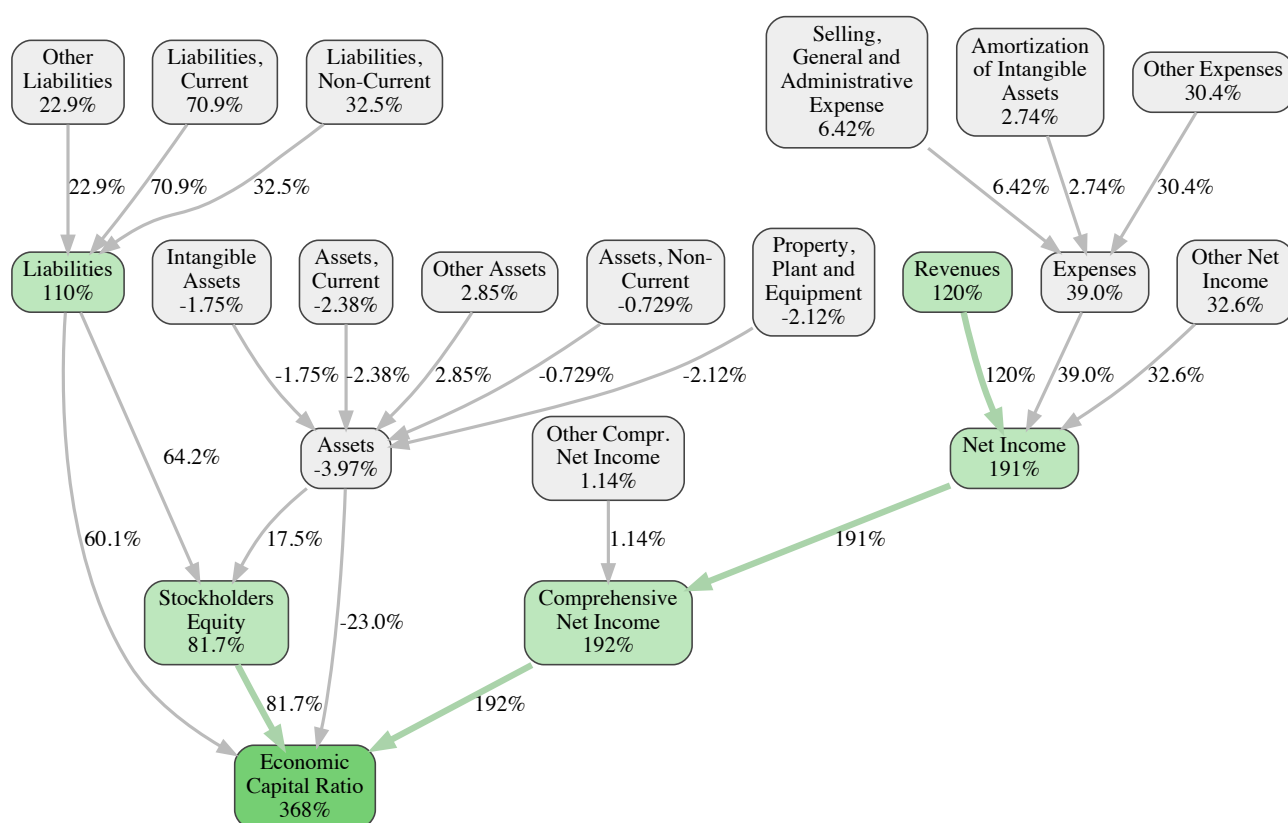 Other
Liabilities
22.9%
Liabilities,
Current
70.9%
Liabilities,
Non-Current
32.5%
Selling,
General and
Administrative
Expense
6.42%
Amortization
of Intangible
Assets
2.74%
Other Expenses
30.4%
22.9%
70.9%
32.5%
6.42%
2.74%
30.4%
Liabilities
110%
Intangible
Assets
-1.75%
Assets,
Current
-2.38%
Other Assets
2.85%
Assets, Non-
Current
-0.729%
Property,
Plant and
Equipment
-2.12%
Revenues
120%
Expenses
39.0%
Other Net
Income
32.6%
-1.75%
-2.38%
2.85%
-0.729%
-2.12%
120%
39.0%
32.6%
64.2%
Assets
-3.97%
Other Compr.
Net Income
1.14%
Net Income
191%
60.1%
17.5%
1.14%
191%
Stockholders
Equity
81.7%
-23.0%
Comprehensive
Net Income
192%
81.7%
192%
Economic
Capital Ratio
368%